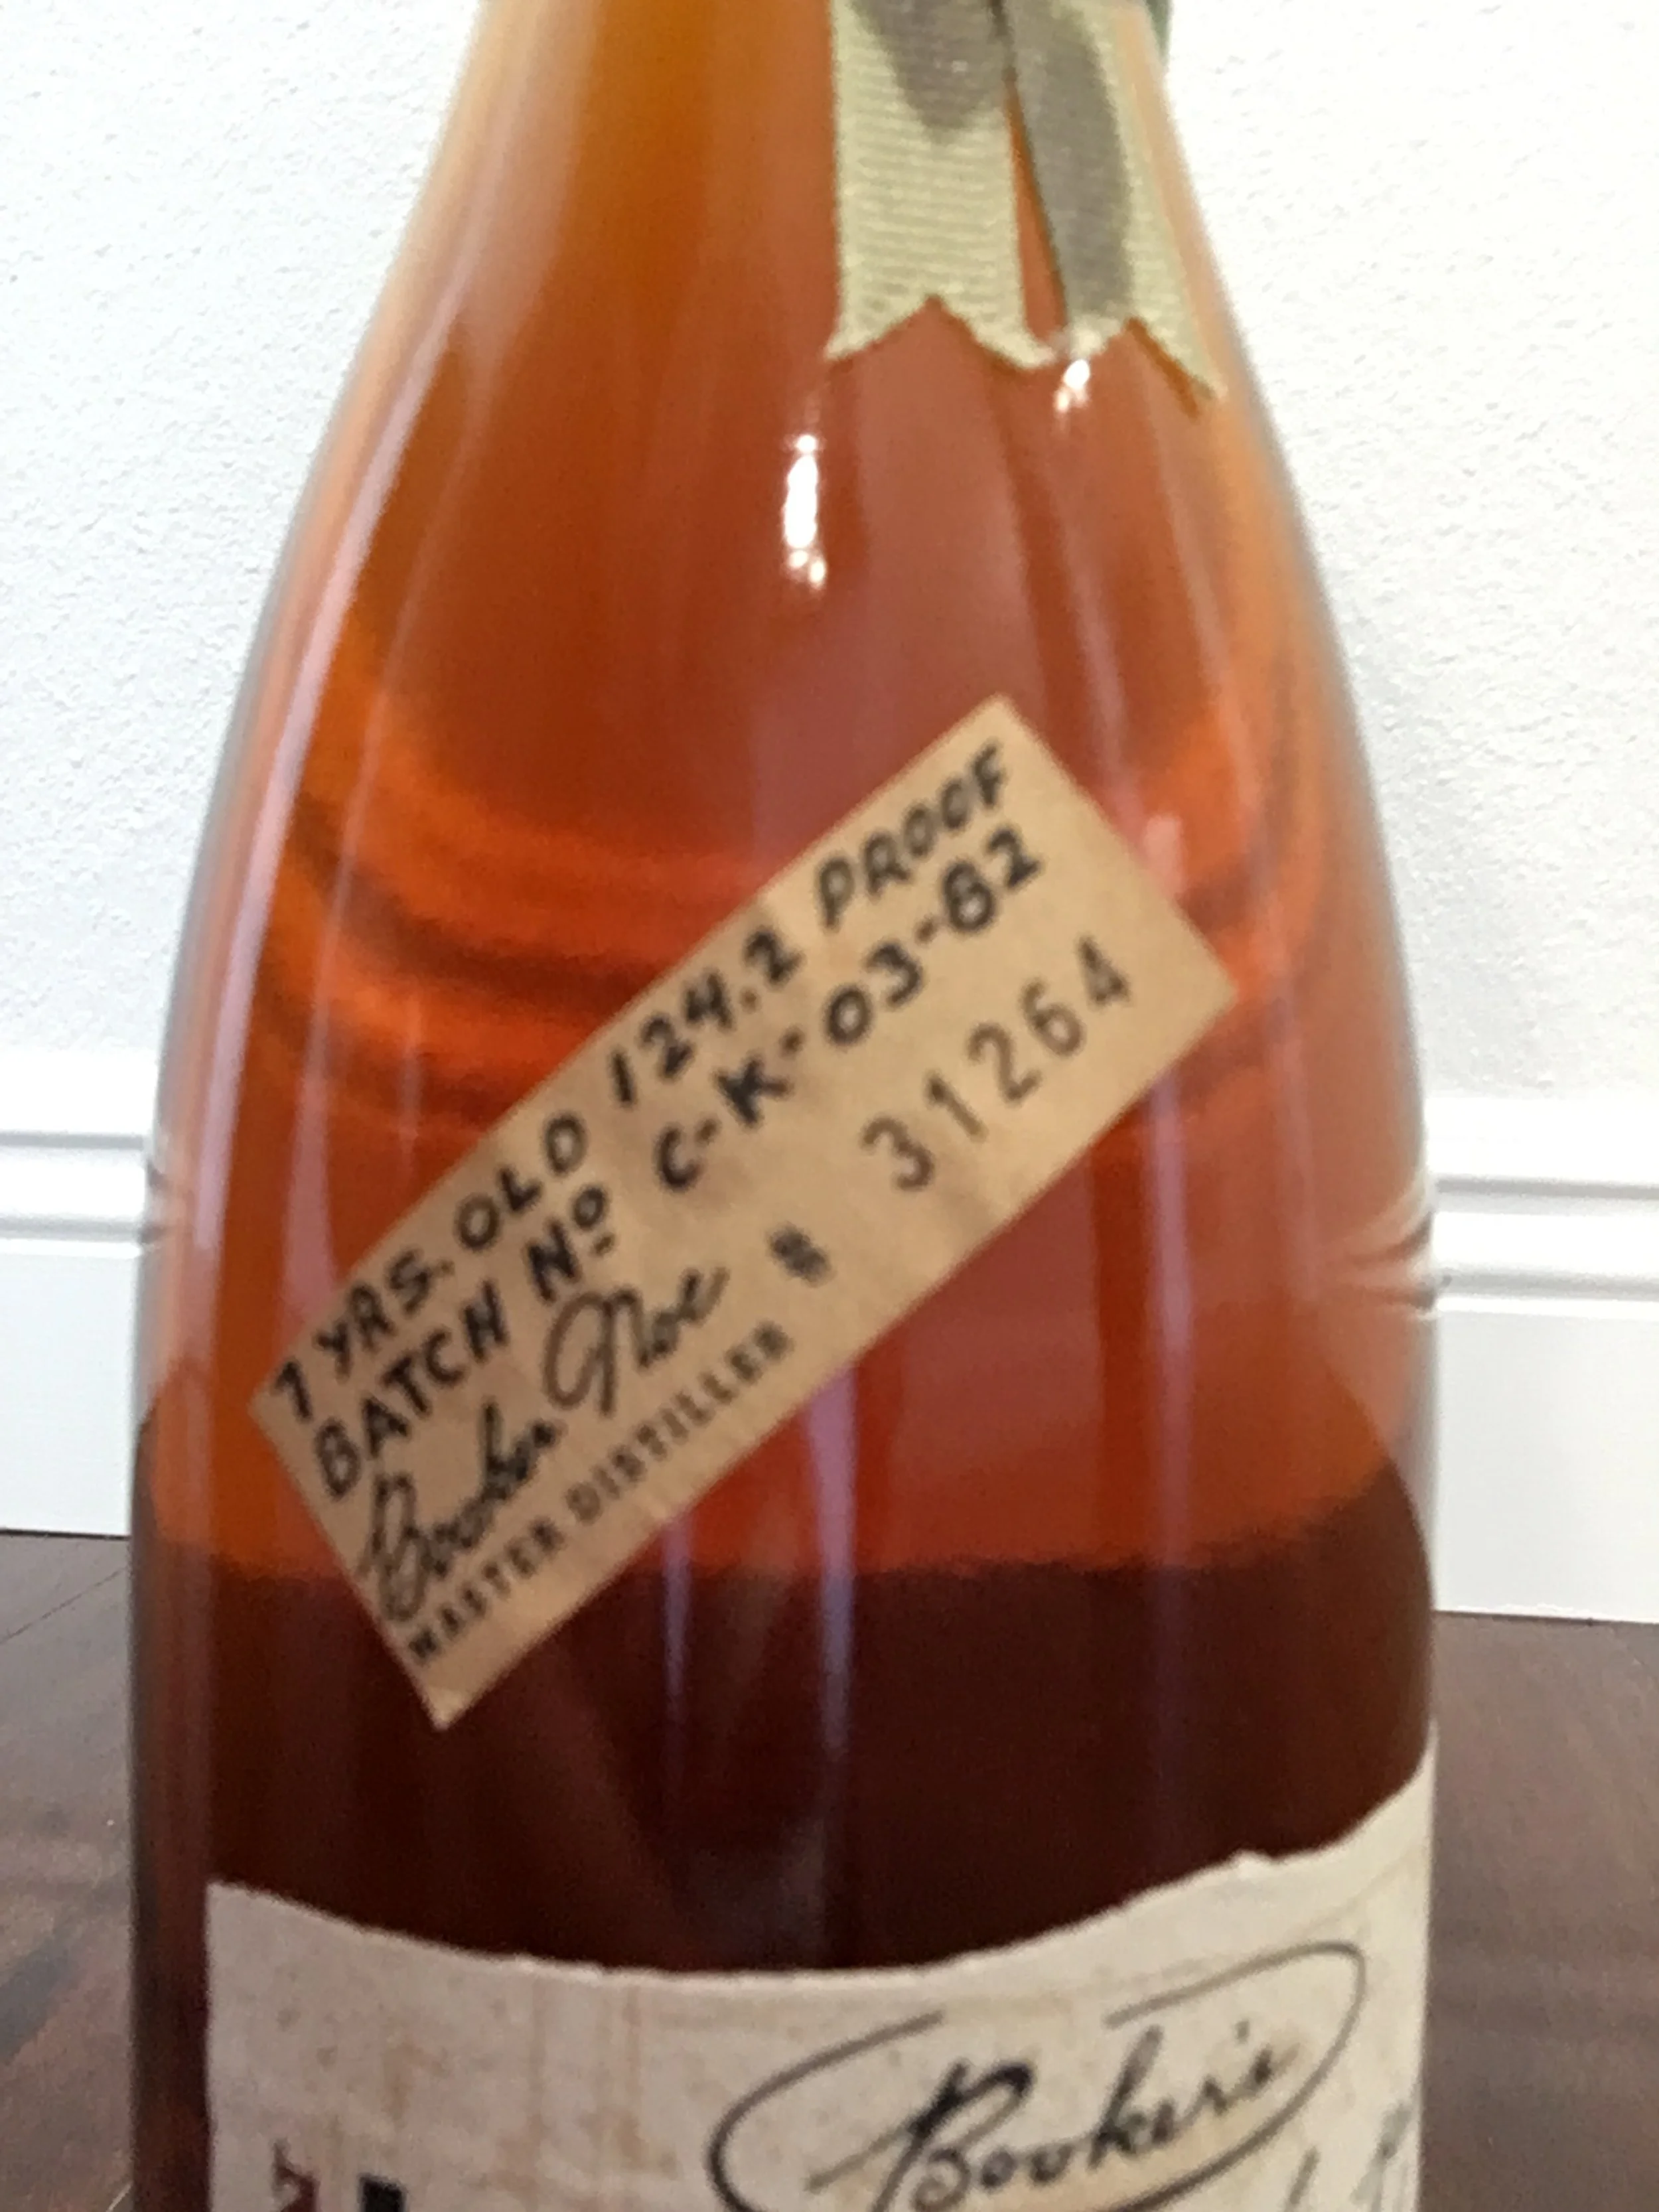 7 YRS. OLD 124.2 PROOF
BATCH Nº C-K-03-82
Booker Noe
MASTER DISTILLER # 31264
Booker's